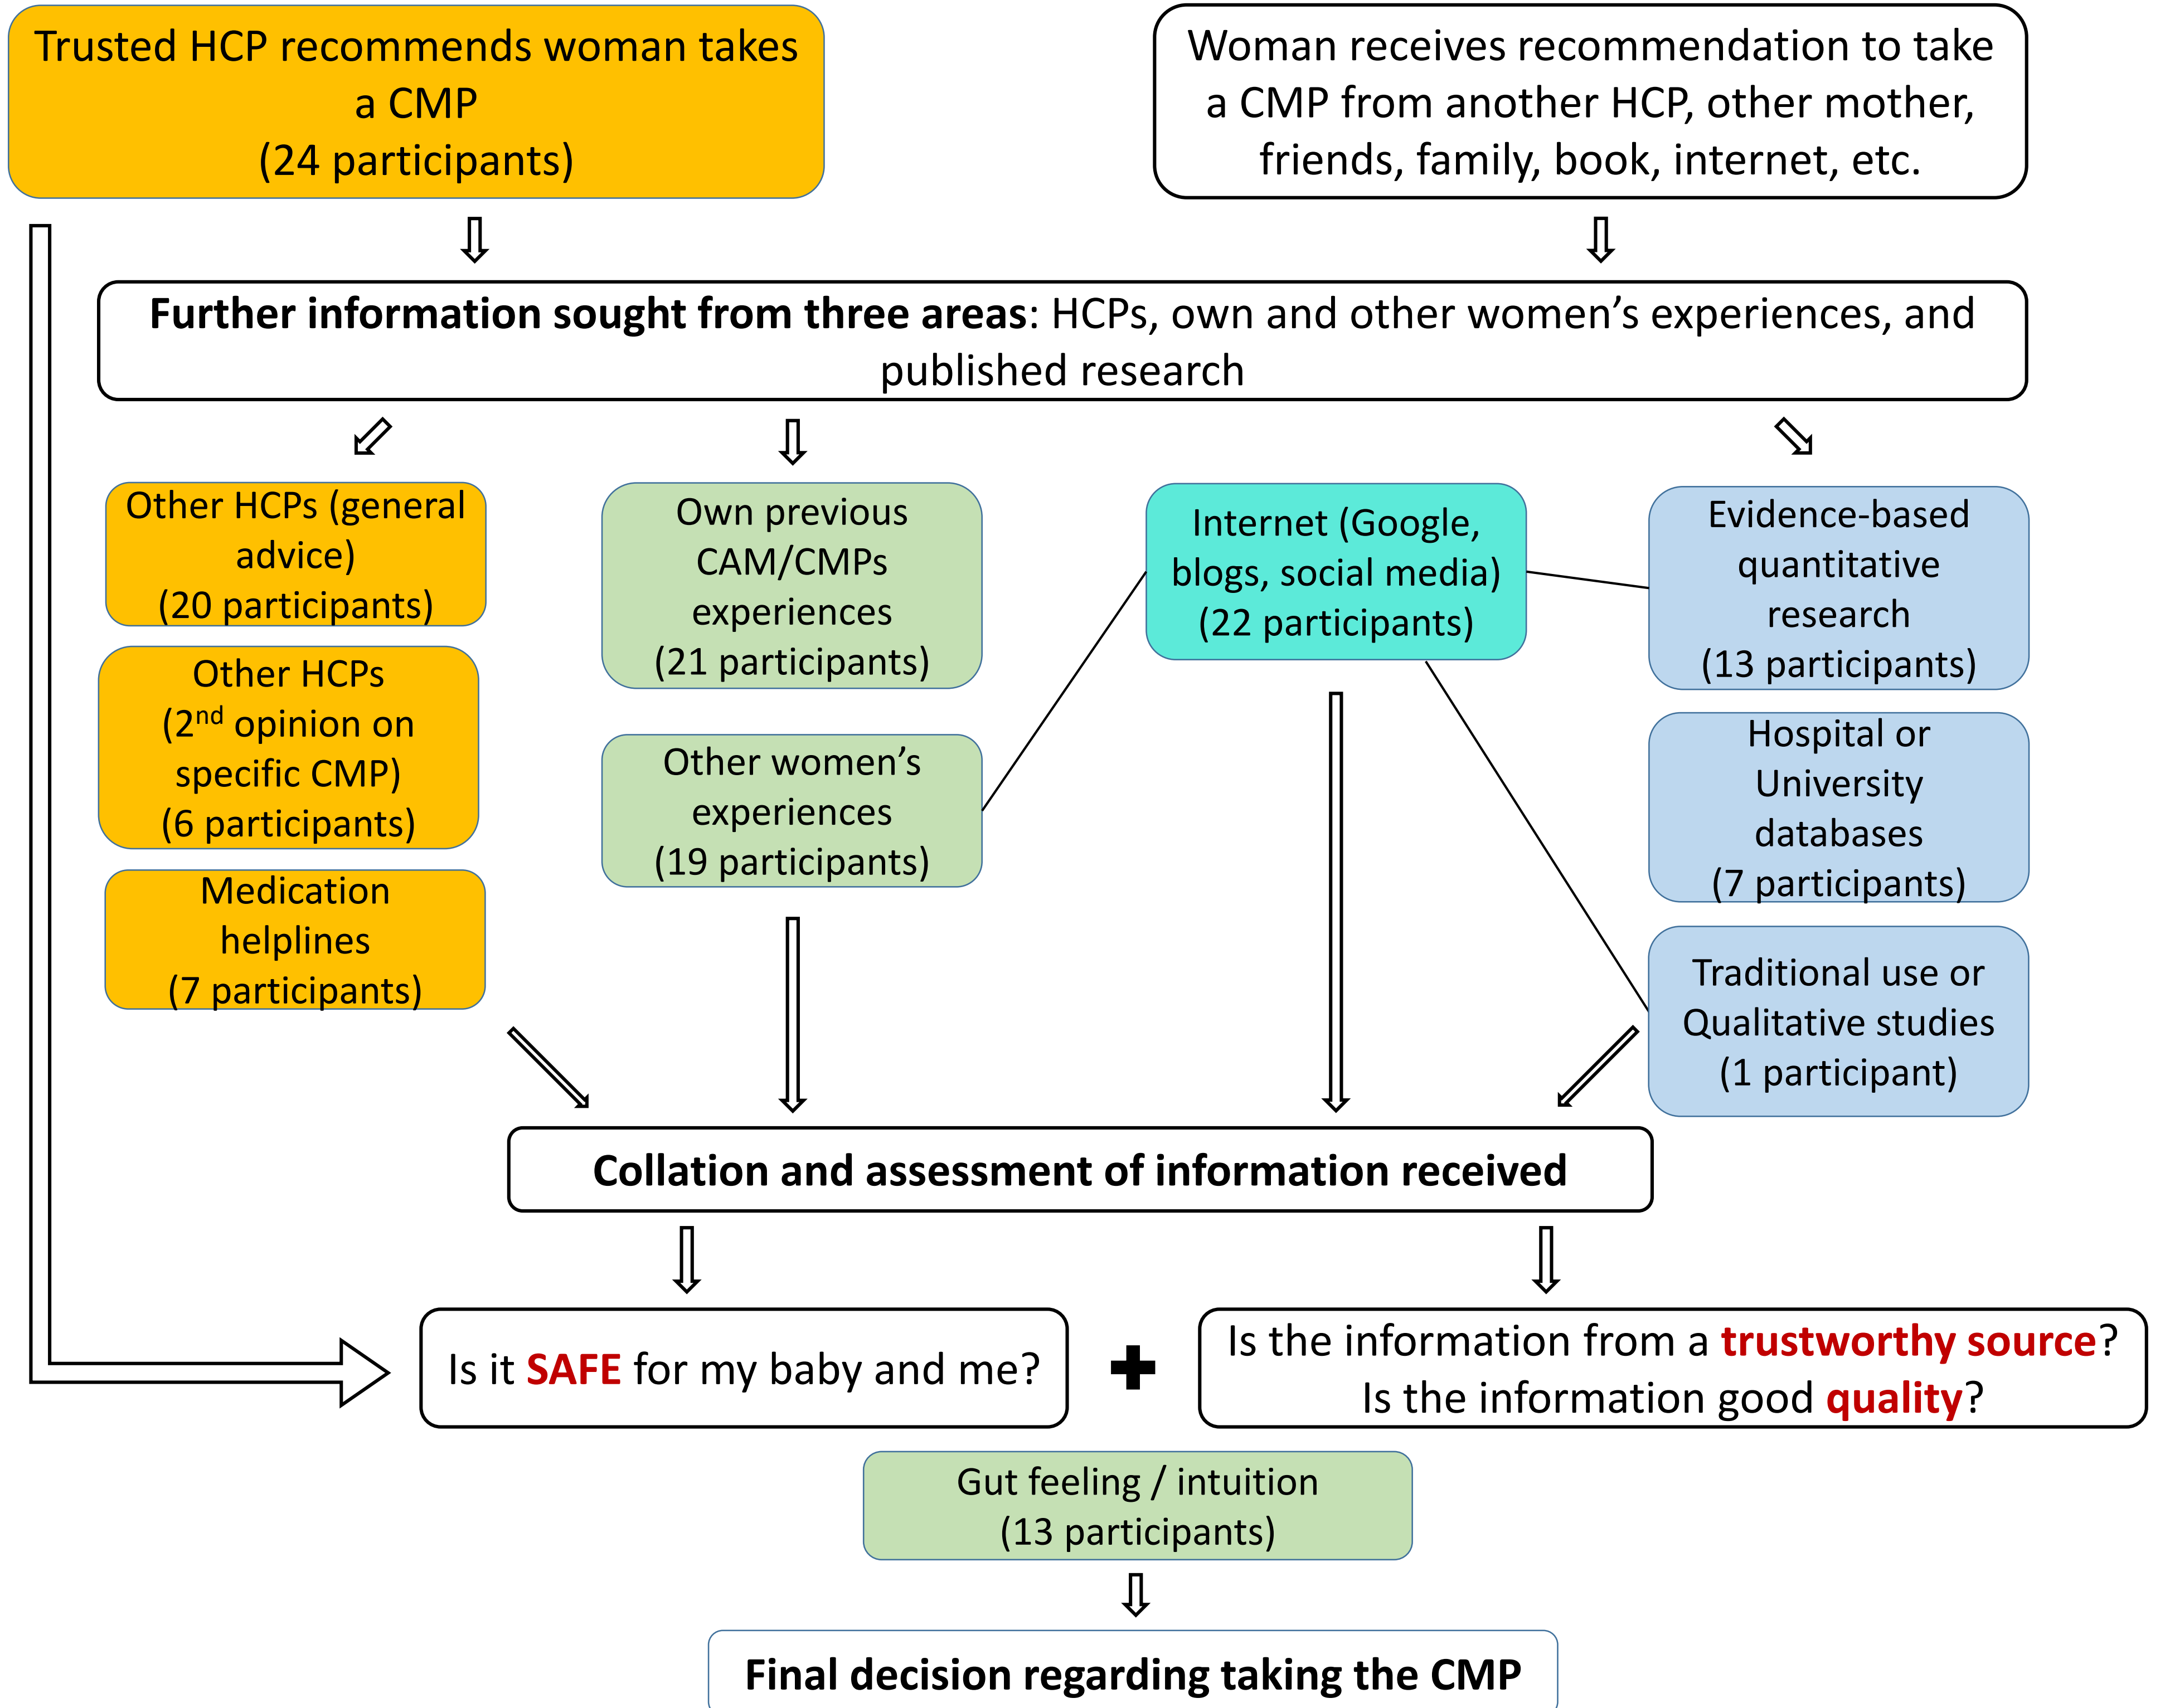 Trusted HCP recommends woman takes
a CMP
(24 participants)
Woman receives recommendation to take
a CMP from another HCP, other mother,
friends, family, book, internet, etc.
Further information sought from three areas: HCPs, own and other women’s experiences, and
published research
Other HCPs (general
advice)
(20 participants)
Other HCPs
(2nd opinion on
specific CMP)
(6 participants)
Medication
helplines
(7 participants)
Own previous
CAM/CMPs
experiences
(21 participants)
Other women’s
experiences
(19 participants)
Internet (Google,
blogs, social media)
(22 participants)
Evidence-based
quantitative
research
(13 participants)
Hospital or
University
databases
(7 participants)
Traditional use or
Qualitative studies
(1 participant)
Collation and assessment of information received
Is it SAFE for my baby and me?
Is the information from a trustworthy source?
Is the information good quality?
Gut feeling / intuition
(13 participants)
Final decision regarding taking the CMP